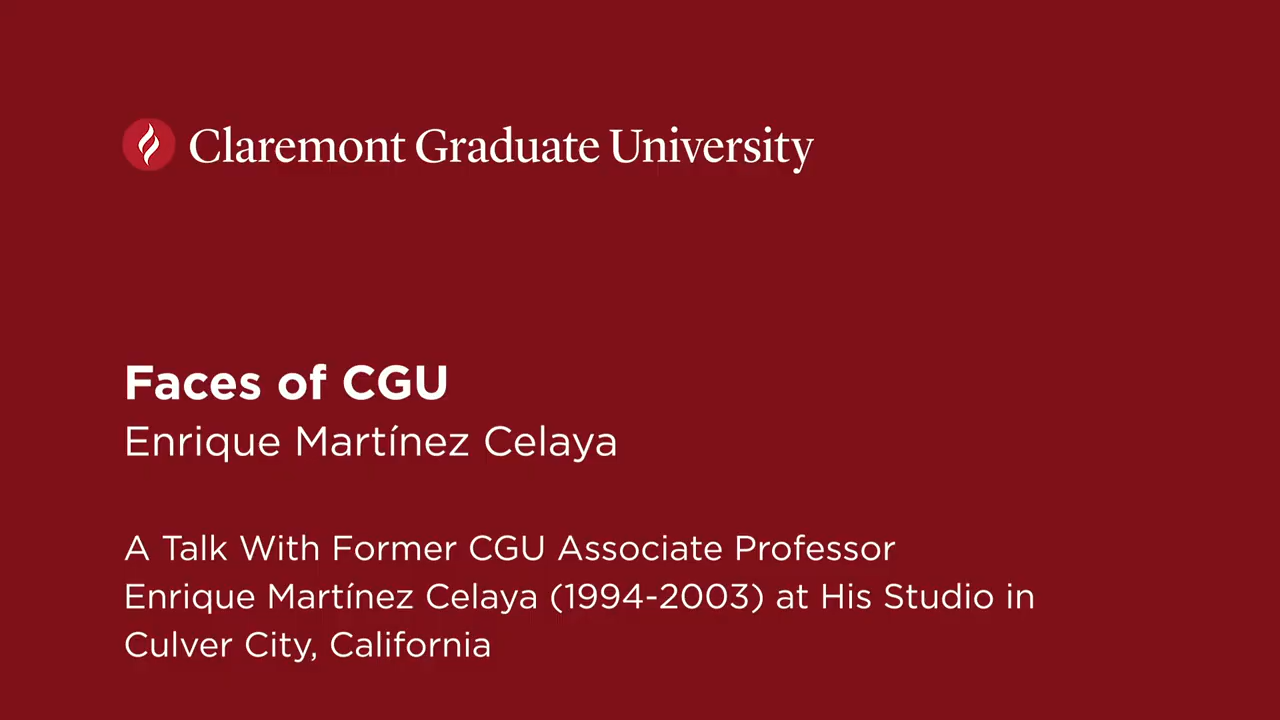 Claremont Graduate University
Faces of CGU
Enrique Martínez Celaya
A Talk With Former CGU Associate Professor
Enrique Martínez Celaya (1994-2003) at His Studio in
Culver City, California